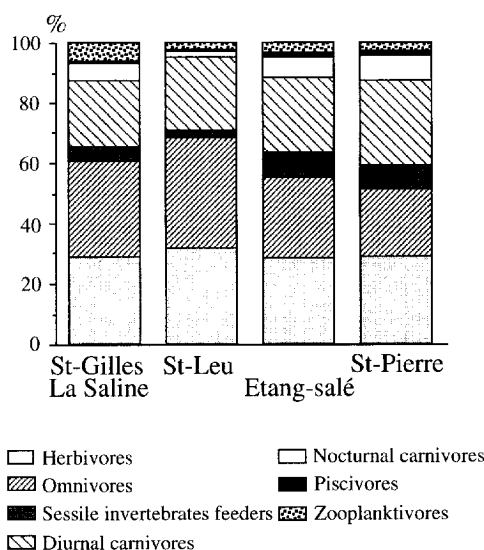 %
100
80
60
40
20
0
St-Gilles St-Leu St-Pierre
La Saline Etang-salé
Herbivores Nocturnal carnivores
Omnivores Piscivores
Sessile invertebrates feeders Zooplanktivores
Diurnal carnivores